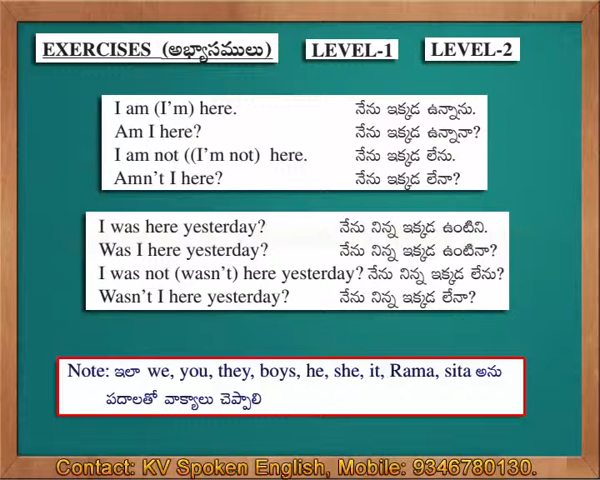 EXERCISES (అభ్యాసములు) LEVEL-1 LEVEL-2
I am (I'm) here. నేను ఇక్కడ ఉన్నాను.
Am I here? నేను ఇక్కడ ఉన్నానా?
I am not ((I'm not) here. నేను ఇక్కడ లేను.
Amn't I here? నేను ఇక్కడ లేనా?
I was here yesterday? నేను నిన్న ఇక్కడ ఉంటిని.
Was I here yesterday? నేను నిన్న ఇక్కడ ఉంటినా?
I was not (wasn't) here yesterday? నేను నిన్న ఇక్కడ లేను?
Wasn't I here yesterday? నేను నిన్న ఇక్కడ లేనా?
Note: ఇలా we, you, they, boys, he, she, it, Rama, sita అను
పదాలతో వాక్యాలు చెప్పాలి
Contact: KV Spoken English, Mobile: 9346780130.